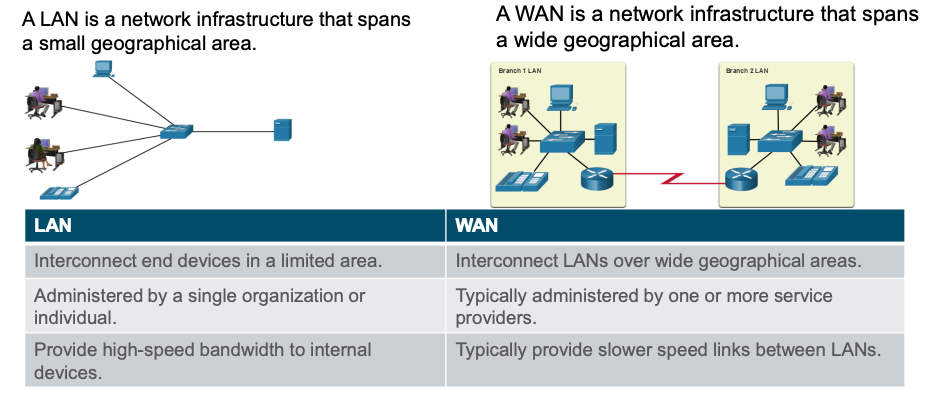 A LAN is a network infrastructure that spans
a small geographical area.
A WAN is a network infrastructure that spans
a wide geographical area.
Branch 1 LAN
Branch 2 LAN
LAN
WAN
Interconnect end devices in a limited area.
Interconnect LANs over wide geographical areas.
Administered by a single organization or
individual.
Typically administered by one or more service
providers.
Provide high-speed bandwidth to internal
devices.
Typically provide slower speed links between LANs.